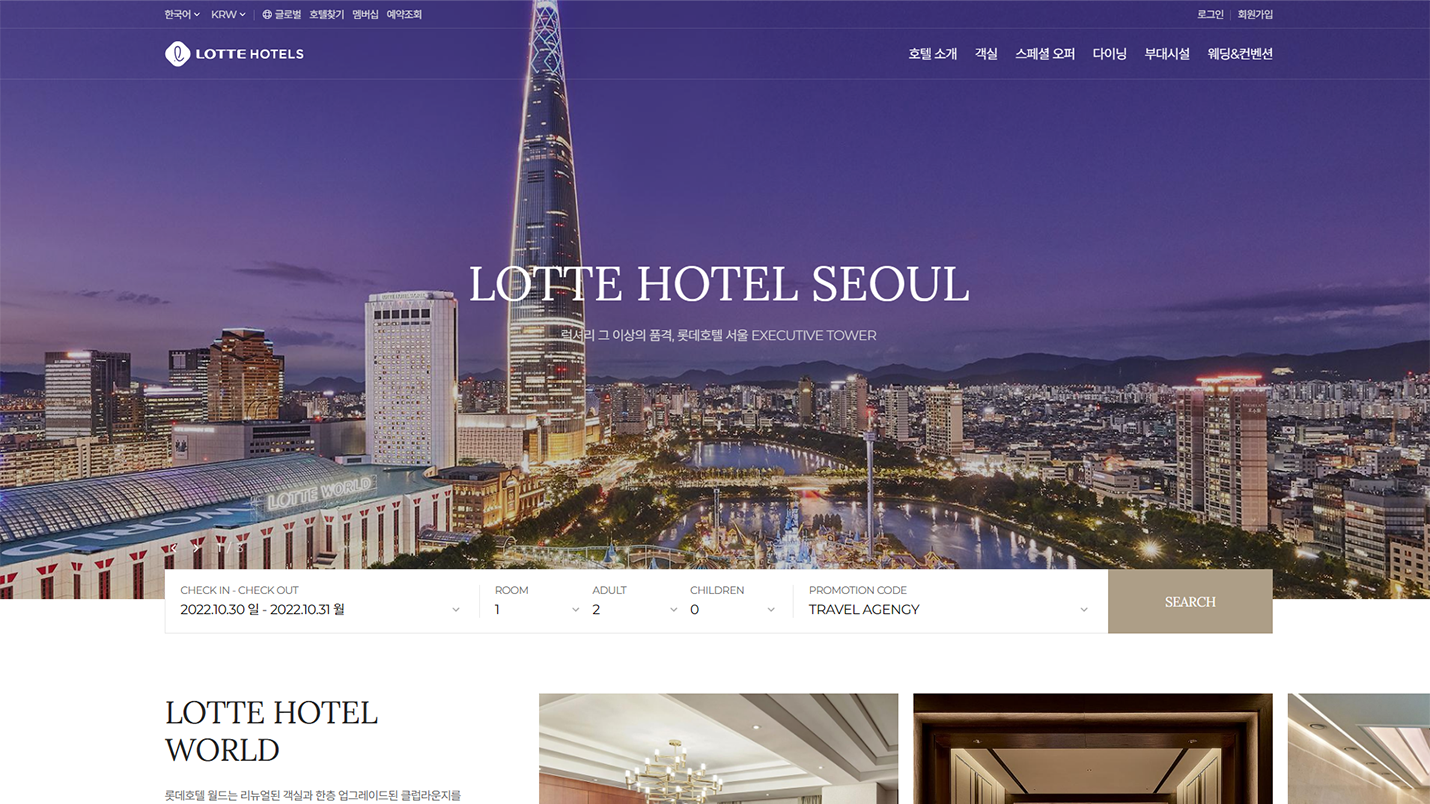 한국어 KRW 글로벌 호텔찾기 멤버십 예약조회 로그인 회원가입
LOTTE HOTELS 호텔 소개 객실 스페셜 오퍼 다이닝 부대시설 웨딩&컨벤션
LOTTE HOTEL SEOUL
럭셔리 그 이상의 품격, 롯데호텔 서울 EXECUTIVE TOWER
LOTTE WORLD
WORLD
1 / 3
CHECK IN - CHECK OUT ROOM ADULT CHILDREN PROMOTION CODE
2022.10.30 일 - 2022.10.31 월 1 2 0 TRAVEL AGENGY
SEARCH
LOTTE HOTEL
WORLD
롯데호텔 월드는 리뉴얼된 객실과 한층 업그레이드된 클럽라운지를